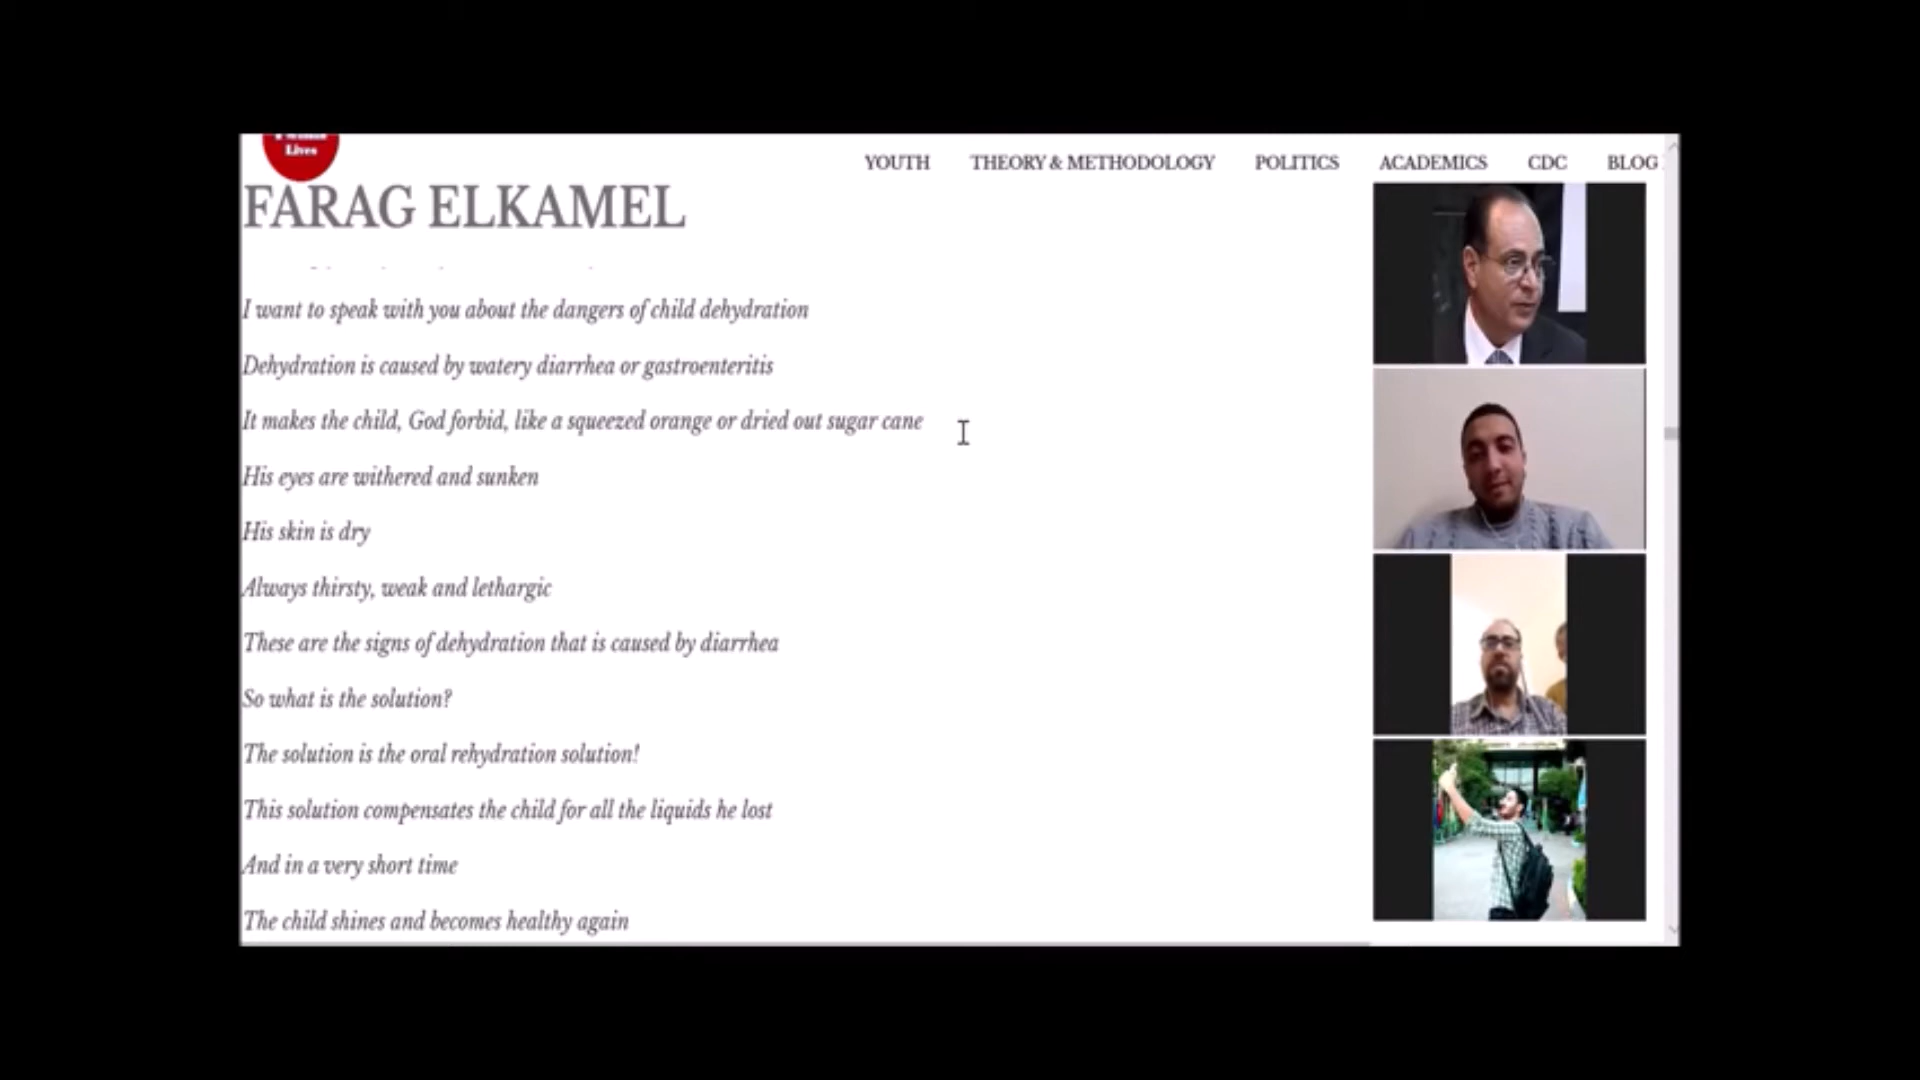 Lives
YOUTH THEORY & METHODOLOGY POLITICS ACADEMICS CDC BLOG
FARAG ELKAMEL
I want to speak with you about the dangers of child dehydration
Dehydration is caused by watery diarrhea or gastroenteritis
It makes the child, God forbid, like a squeezed orange or dried out sugar cane
His eyes are withered and sunken
His skin is dry
Always thirsty, weak and lethargic
These are the signs of dehydration that is caused by diarrhea
So what is the solution?
The solution is the oral rehydration solution!
This solution compensates the child for all the liquids he lost
And in a very short time
The child shines and becomes healthy again